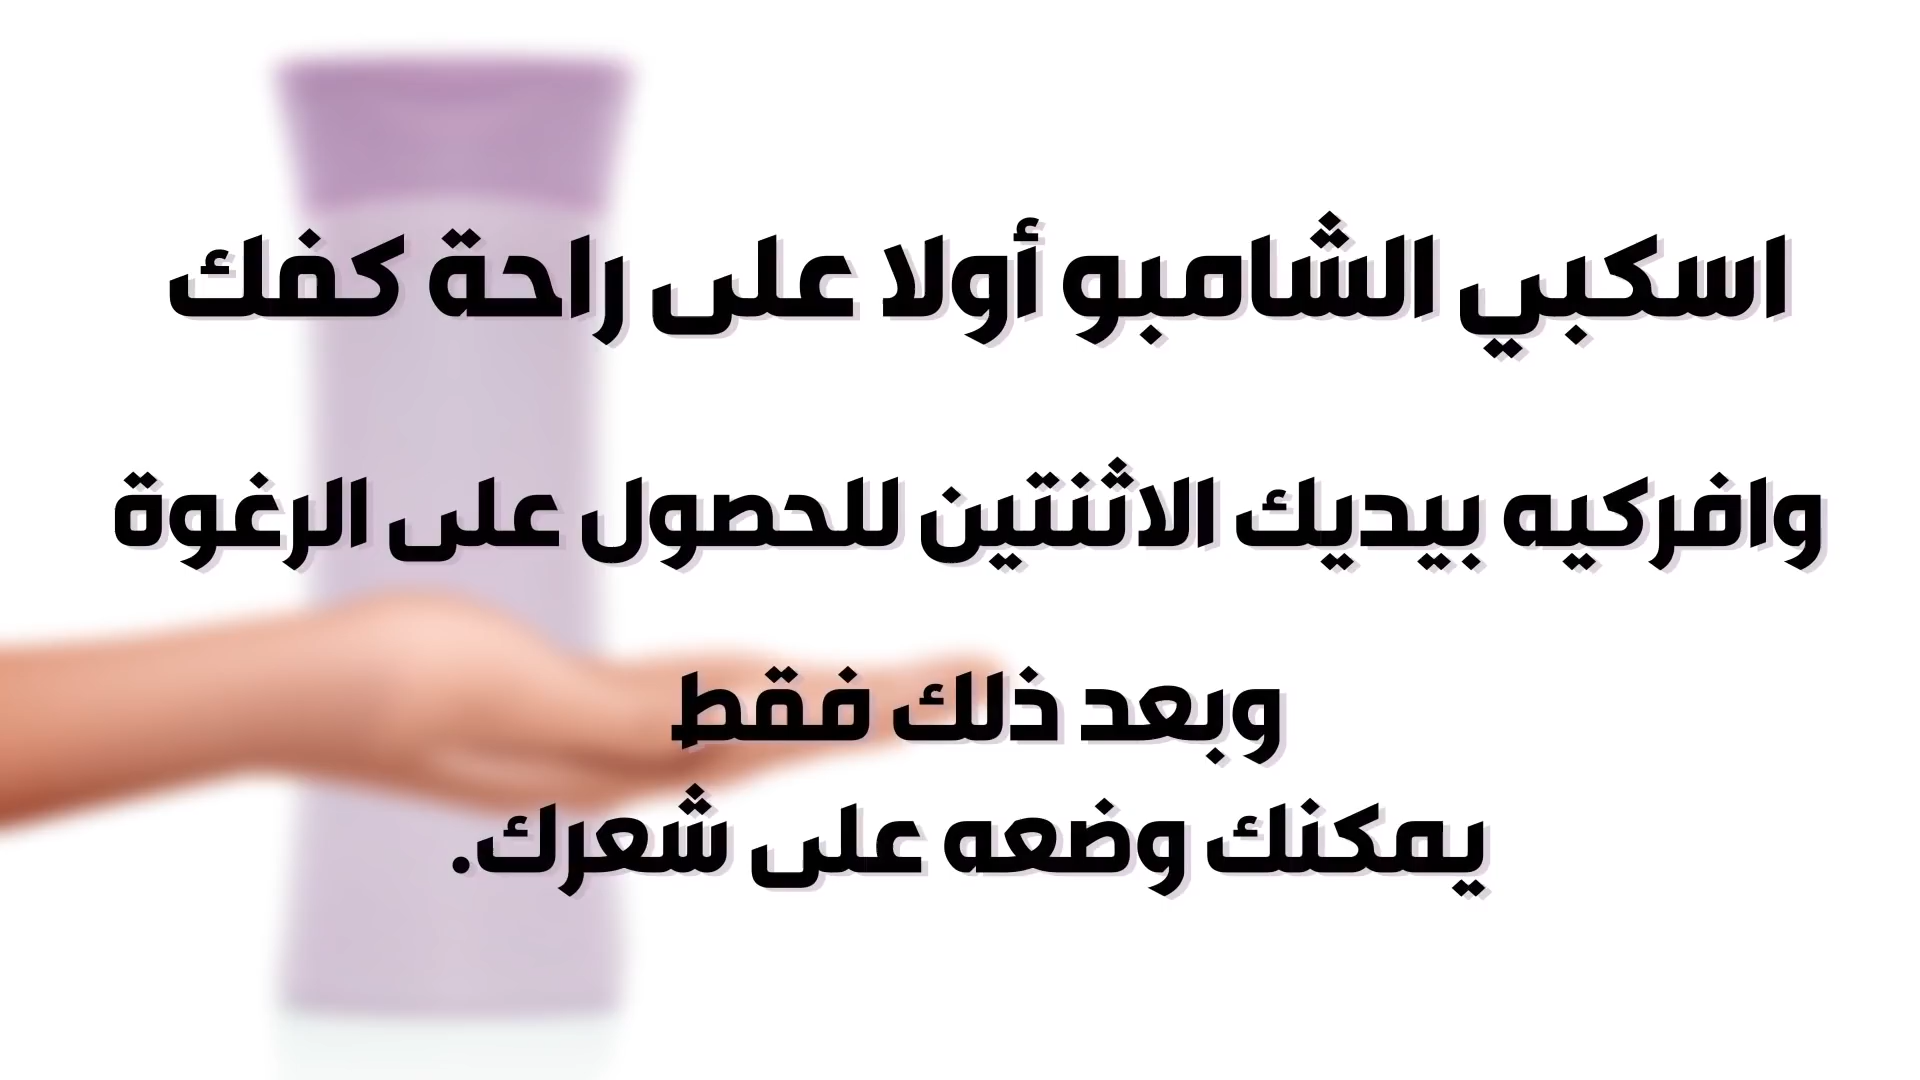 اسكبي الشامبو أولا على راحة كفك
وافركيه بيديك الاثنتين للحصول على الرغوة
وبعد ذلك فقط
يمكنك وضعه على شعرك.